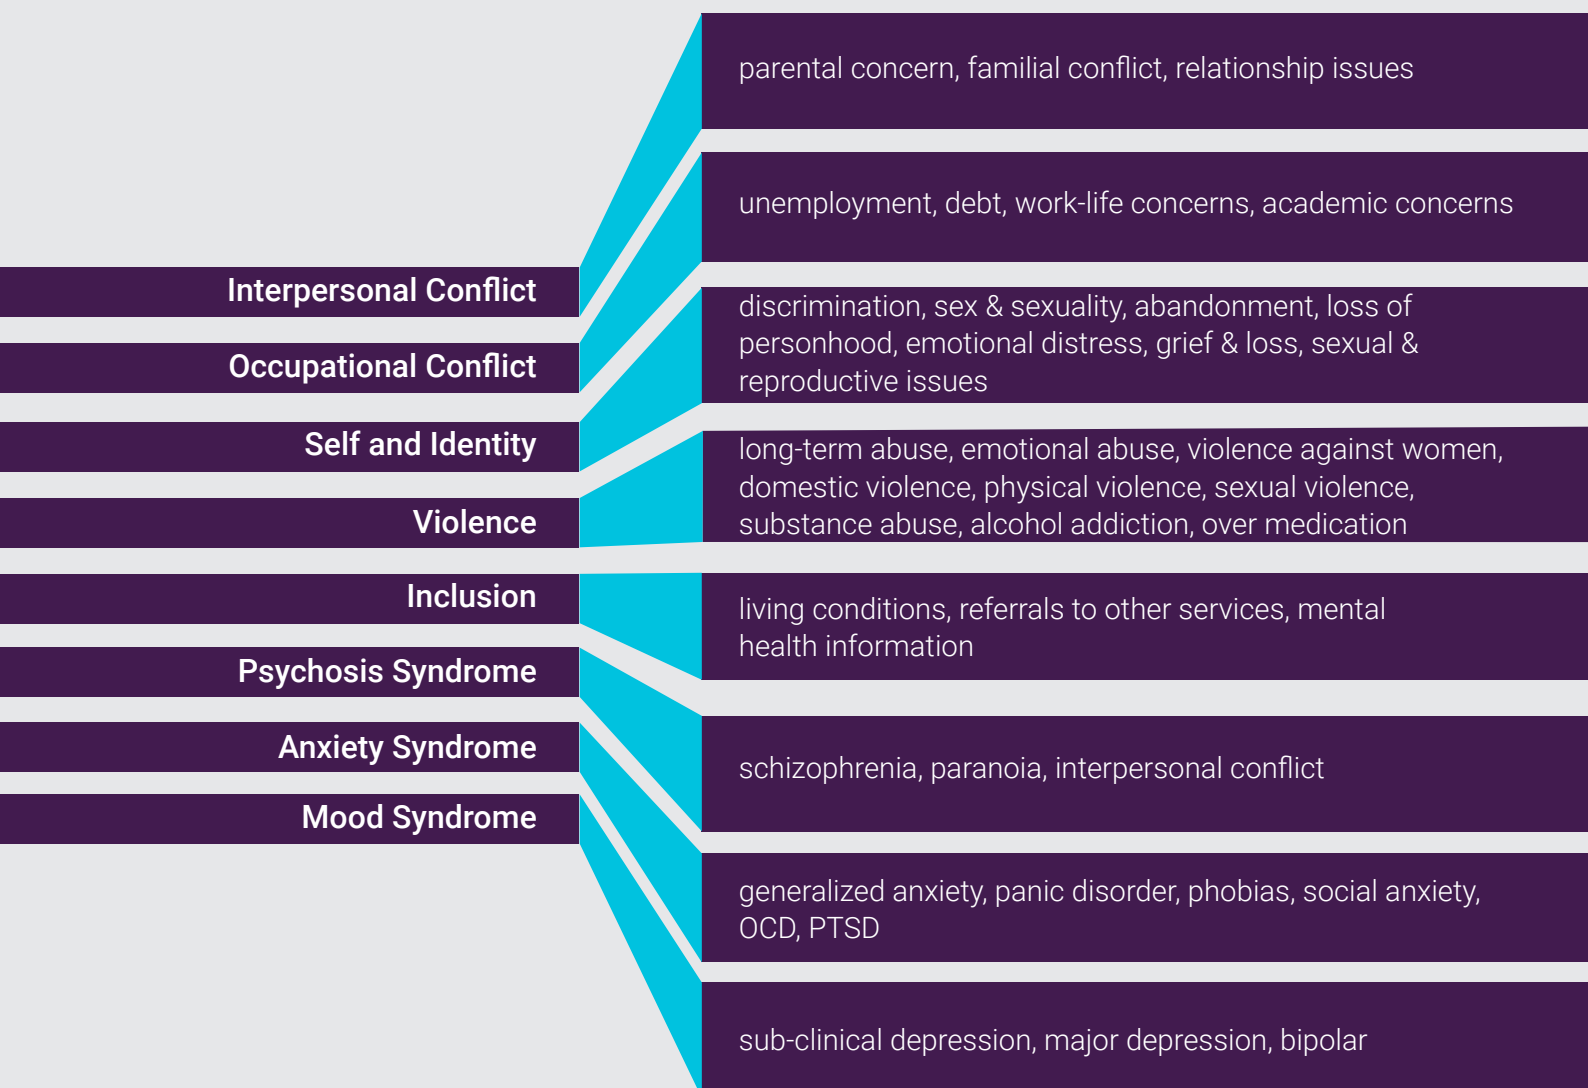 Interpersonal Conflict
parental concern, familial conflict, relationship issues
Occupational Conflict
unemployment, debt, work-life concerns, academic concerns
Self and Identity
discrimination, sex & sexuality, abandonment, loss of
personhood, emotional distress, grief & loss, sexual &
reproductive issues
Violence
long-term abuse, emotional abuse, violence against women,
domestic violence, physical violence, sexual violence,
substance abuse, alcohol addiction, over medication
Inclusion
living conditions, referrals to other services, mental
health information
Psychosis Syndrome
schizophrenia, paranoia, interpersonal conflict
Anxiety Syndrome
generalized anxiety, panic disorder, phobias, social anxiety,
OCD, PTSD
Mood Syndrome
sub-clinical depression, major depression, bipolar